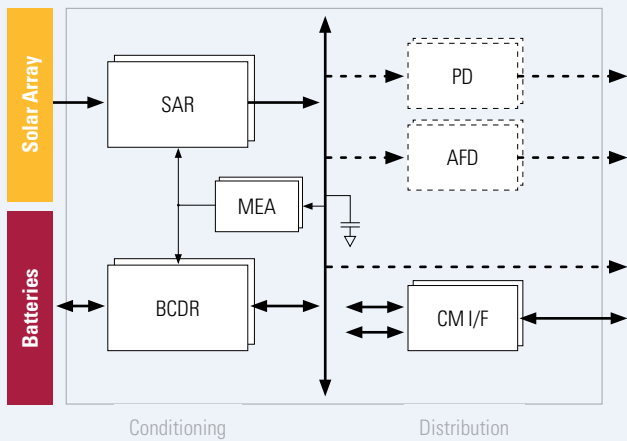 Solar Array
SAR
PD
AFD
MEA
Batteries
BCDR
CM I/F
Conditioning
Distribution